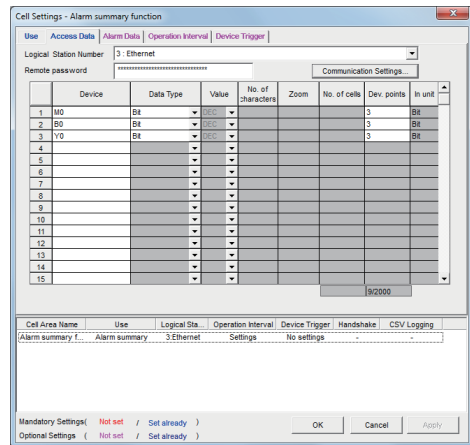 Cell Settings - Alarm summary function
Use Access Data Alarm Data Operation Interval Device Trigger
Logical Station Number 3 : Ethernet
Remote password ********************************
Communication Settings...
Device Data Type Value No. of characters Zoom No. of cells Dev. points In unit
1 M0 Bit DEC 3 Bit
2 B0 Bit DEC 3 Bit
3 Y0 Bit DEC 3 Bit
4
5
6
7
8
9
10
11
12
13
14
15
9/2000
Cell Area Name Use Logical Sta... Operation Interval Device Trigger Handshake CSV Logging
Alarm summary f... Alarm summary 3:Ethernet Settings No settings - -
Mandatory Settings( Not set / Set already )
Optional Settings ( Not set / Set already )
OK Cancel Apply